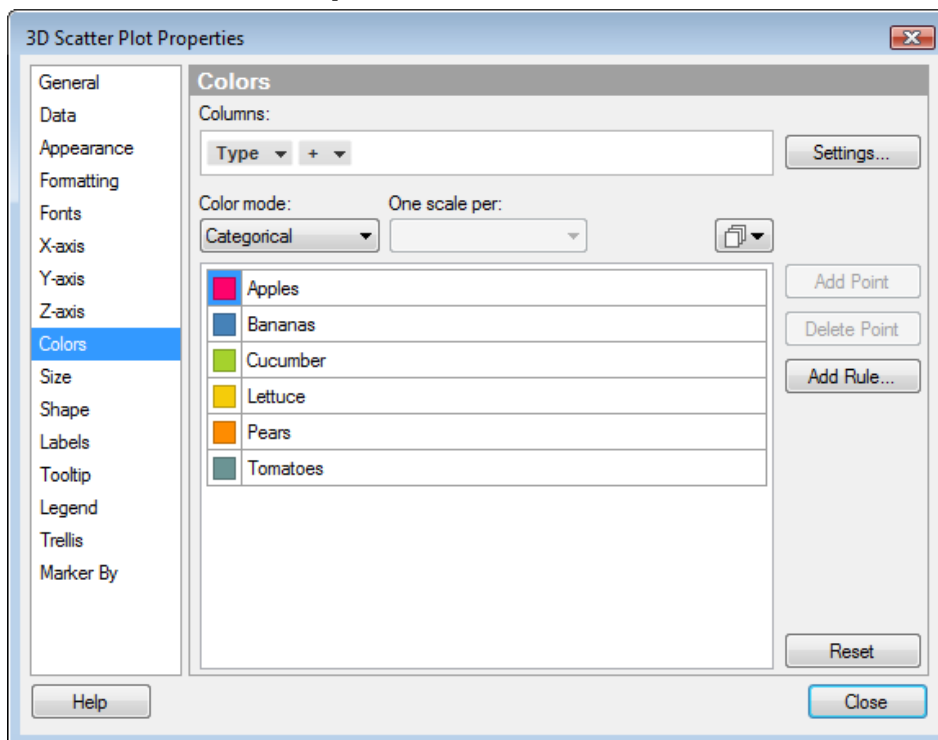 3D Scatter Plot Properties
General
Data
Appearance
Formatting
Fonts
X-axis
Y-axis
Z-axis
Colors
Size
Shape
Labels
Tooltip
Legend
Trellis
Marker By
Colors
Columns:
Type +
Settings...
Color mode: One scale per:
Categorical
Apples
Bananas
Cucumber
Lettuce
Pears
Tomatoes
Add Point
Delete Point
Add Rule...
Reset
Help
Close